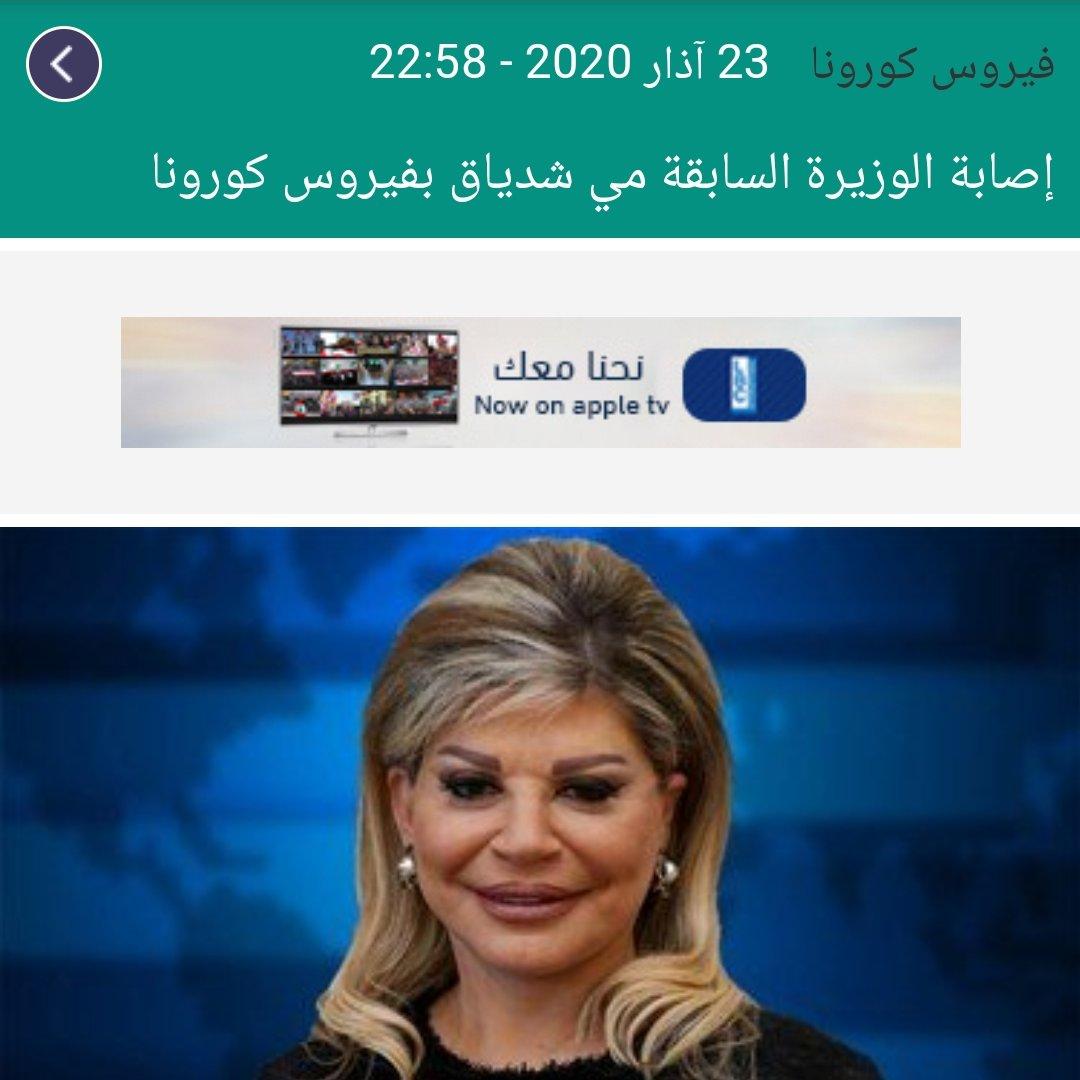 فيروس كورونا 23 آذار 2020 - 22:58
إصابة الوزيرة السابقة مي شدياق بفيروس كورونا
نحنا معك
Now on apple tv